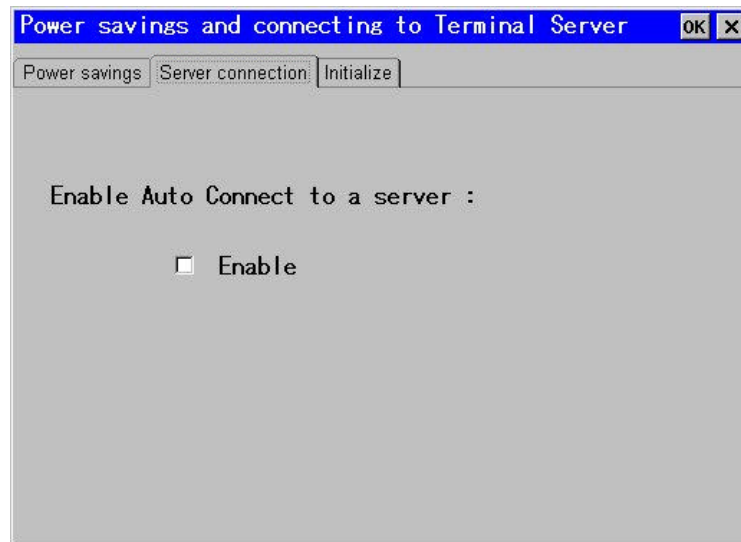 Power savings and connecting to Terminal Server OK ×
Power savings Server connection Initialize
Enable Auto Connect to a server :
Enable